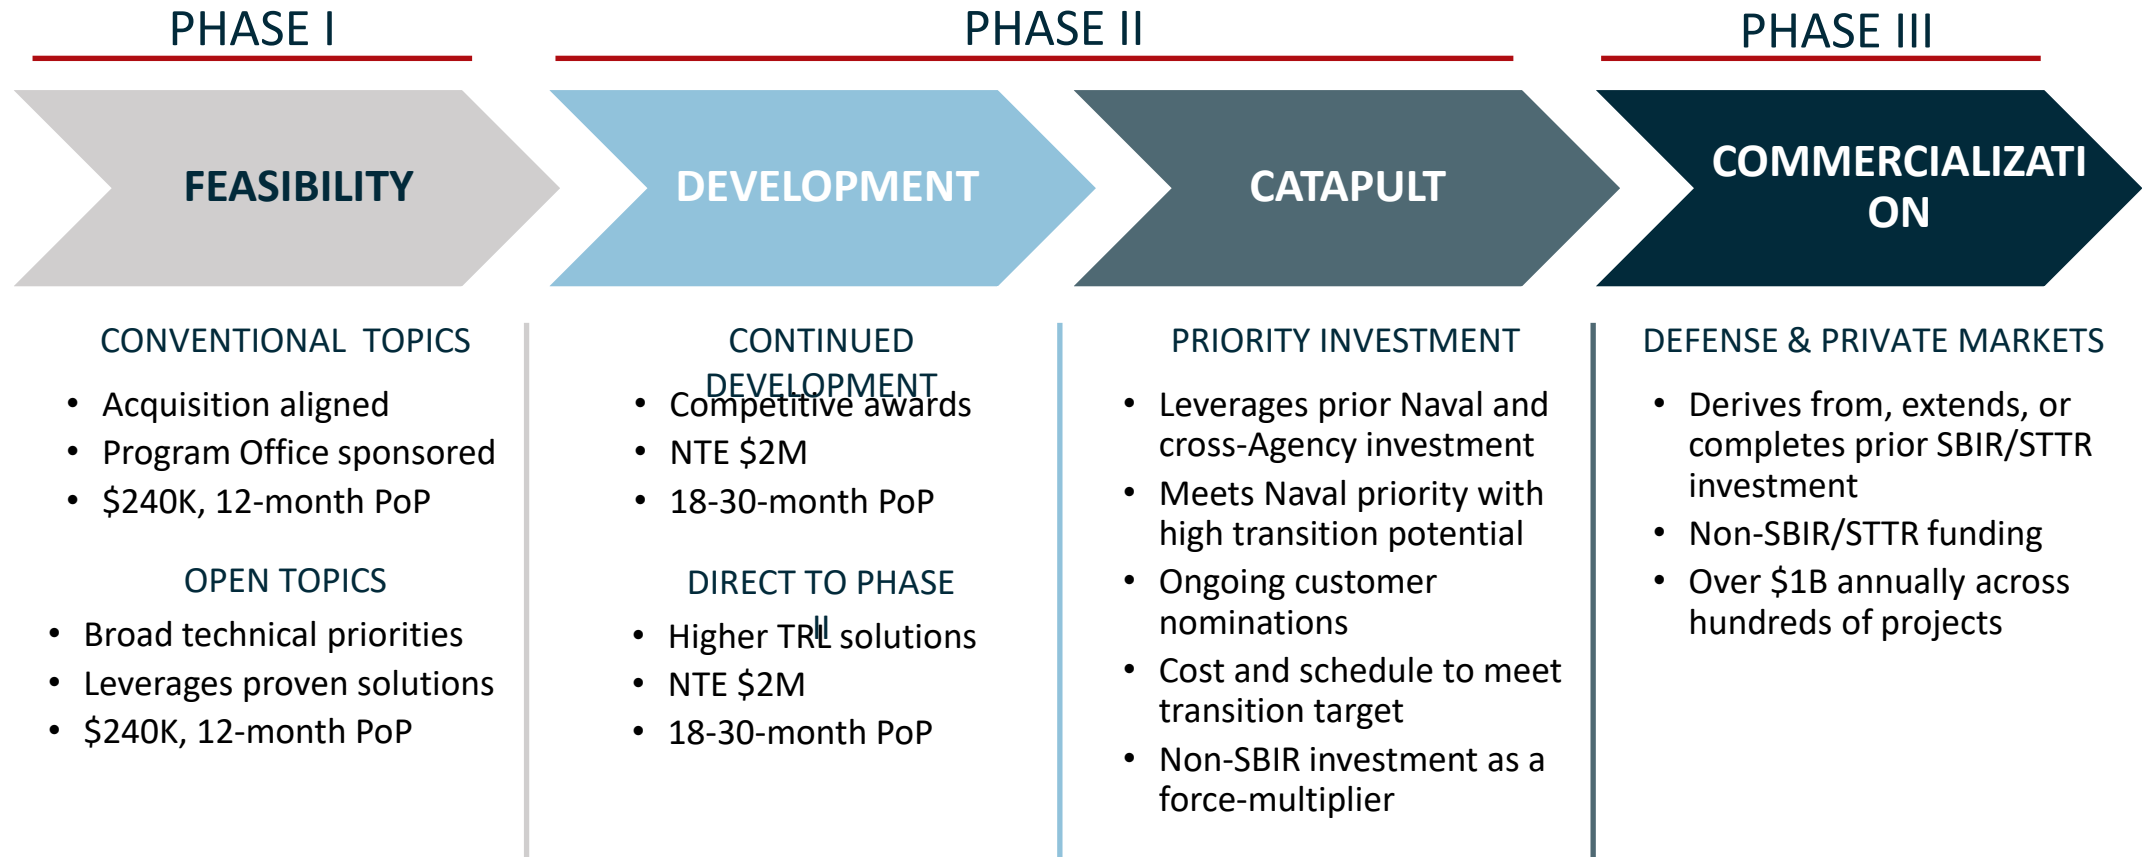 PHASE I
PHASE II
PHASE III
FEASIBILITY
DEVELOPMENT
CATAPULT
COMMERCIALIZATI
ON
CONVENTIONAL  TOPICS
• Acquisition aligned
• Program Office sponsored
• $240K, 12-month PoP
OPEN TOPICS
• Broad technical priorities
• Leverages proven solutions
• $240K, 12-month PoP
CONTINUED
DEVELOPMENT
• Competitive awards
• NTE $2M
• 18-30-month PoP
DIRECT TO PHASE
II
• Higher TRL solutions
• NTE $2M
• 18-30-month PoP
PRIORITY INVESTMENT
• Leverages prior Naval and
cross-Agency investment
• Meets Naval priority with
high transition potential
• Ongoing customer
nominations
• Cost and schedule to meet
transition target
• Non-SBIR investment as a
force-multiplier
DEFENSE & PRIVATE MARKETS
• Derives from, extends, or
completes prior SBIR/STTR
investment
• Non-SBIR/STTR funding
• Over $1B annually across
hundreds of projects